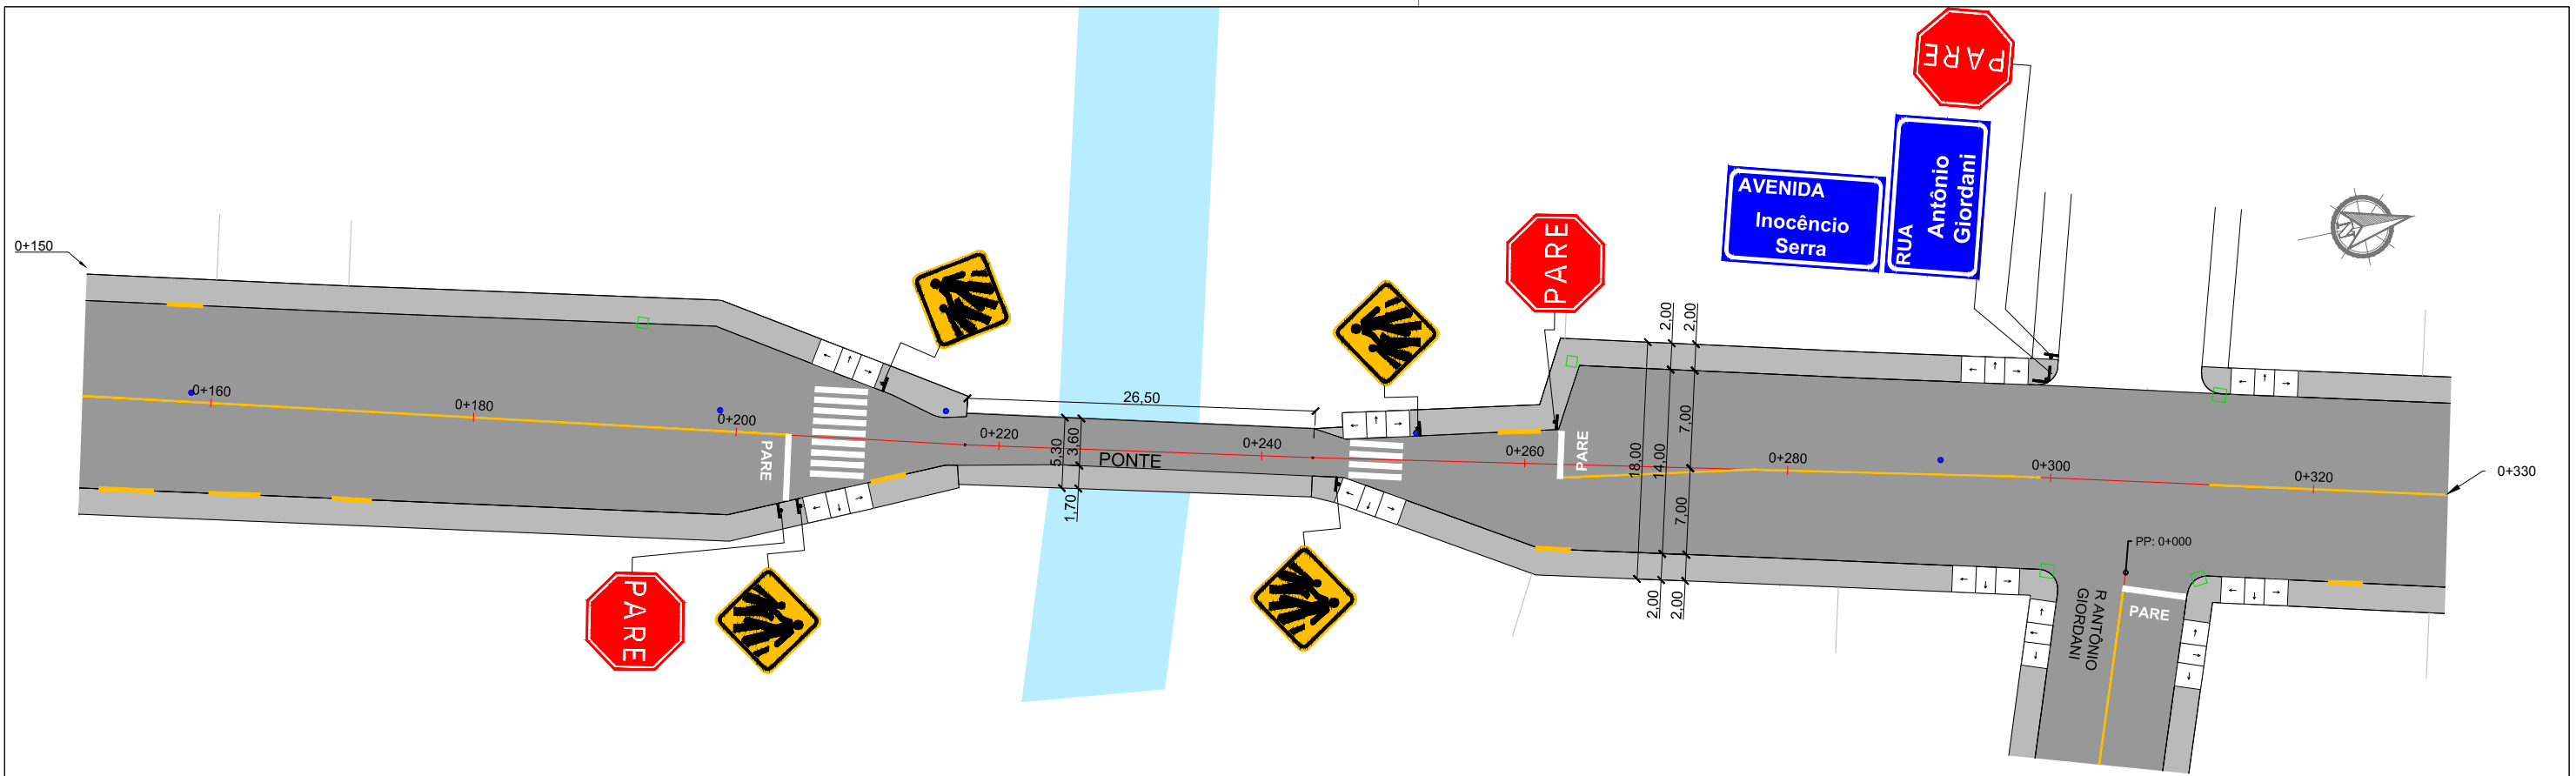 PARE
AVENIDA
Inocêncio
Serra
RUA
Antônio
Giordani
PARE
0+150
0+160
0+180
0+200
PARE
26,50
0+220
0+240
5,30
3,60
1,70
PONTE
0+260
PARE
2,00
2,00
18,00
14,00
7,00
7,00
2,00
2,00
0+280
0+300
0+320
0+330
PP: 0+000
R ANTÔNIO
GIORDANI
PARE
PARE
N